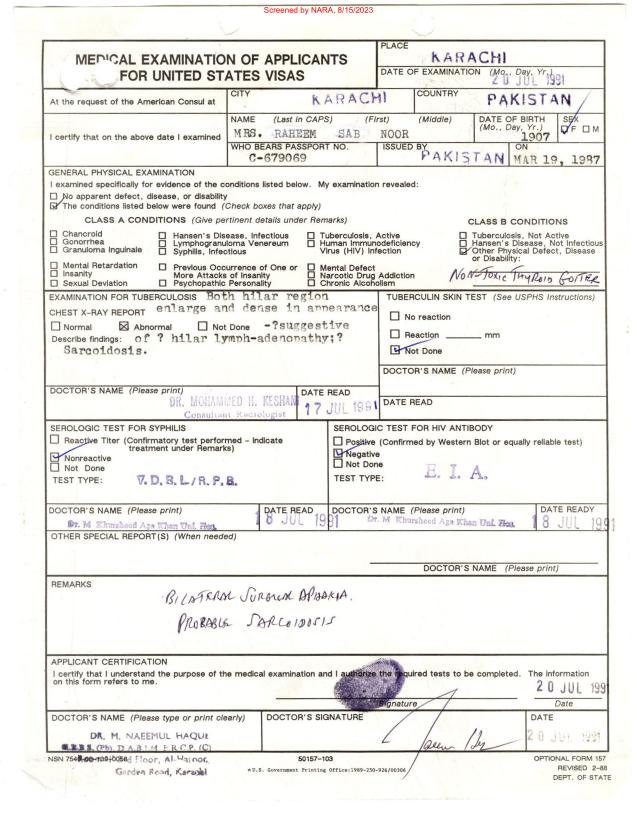 Screened by NARA, 8/15/2023
MEDICAL EXAMINATION OF APPLICANTS
FOR UNITED STATES VISAS
PLACE
KARACHI
DATE OF EXAMINATION (Mo., Day, Yr.)
20 JUL 1991
At the request of the American Consul at
CITY
KARACHI
COUNTRY
PAKISTAN
I certify that on the above date I examined
NAME (Last in CAPS) (First) (Middle)
MRS. RAHEEM SAB NOOR
DATE OF BIRTH
(Mo., Day, Yr.)
1907
SEX
F M
WHO BEARS PASSPORT NO.
C-679069
ISSUED BY
PAKISTAN
ON
MAR 19, 1987
GENERAL PHYSICAL EXAMINATION
I examined specifically for evidence of the conditions listed below. My examination revealed:
No apparent defect, disease, or disability
The conditions listed below were found (Check boxes that apply)
CLASS A CONDITIONS (Give pertinent details under Remarks)
Chancroid
Gonorrhea
Granuloma Inguinale
Hansen's Disease, Infectious
Lymphogranuloma Venereum
Syphilis, Infectious
Tuberculosis, Active
Human Immunodeficiency
Virus (HIV) Infection
Mental Retardation
Insanity
Sexual Deviation
Previous Occurrence of One or
More Attacks of Insanity
Psychopathic Personality
Mental Defect
Narcotic Drug Addiction
Chronic Alcoholism
CLASS B CONDITIONS
Tuberculosis, Not Active
Hansen's Disease, Not Infectious
Other Physical Defect, Disease
or Disability:
NON-TOXIC THYROID GOITER
EXAMINATION FOR TUBERCULOSIS Both hilar region
CHEST X-RAY REPORT enlarge and dense in appearance
Normal Abnormal Not Done -?suggestive
Describe findings: of ? hilar lymph-adenopathy;?
Sarcoidosis.
DOCTOR'S NAME (Please print)
DR. MOHAMMED H. KESHANI
Consultant Radiologist
DATE READ
17 JUL 1991
TUBERCULIN SKIN TEST (See USPHS Instructions)
No reaction
Reaction ______ mm
Not Done
DOCTOR'S NAME (Please print)
DATE READ
SEROLOGIC TEST FOR SYPHILIS
Reactive Titer (Confirmatory test performed - indicate
treatment under Remarks)
Nonreactive
Not Done
TEST TYPE: V.D.R.L/R.P.R.
SEROLOGIC TEST FOR HIV ANTIBODY
Positive (Confirmed by Western Blot or equally reliable test)
Negative
Not Done
TEST TYPE: E. I. A.
DOCTOR'S NAME (Please print)
Dr. M Khursheed Aga Khan Uni. Hos.
DATE READ
18 JUL 1991
DOCTOR'S NAME (Please print)
Dr. M Khursheed Aga Khan Uni. Hos.
DATE READY
18 JUL 1991
OTHER SPECIAL REPORT(S) (When needed)
DOCTOR'S NAME (Please print)
REMARKS
BILATERAL SURGICAL APHAKIA.
PROBABLE SARCOIDOSIS
APPLICANT CERTIFICATION
I certify that I understand the purpose of the medical examination and I authorize the required tests to be completed. The information
on this form refers to me.
20 JUL 1991
Signature
Date
DOCTOR'S NAME (Please type or print clearly)
DR. M. NAEEMUL HAQUE
M.B.B.S. (Pb) D.A.B.I.M F.R.C.P. (C)
Floor, Al-Hainor,
Garden Road, Karachi
DOCTOR'S SIGNATURE
DATE
20 JUL 1991
50157-103
* U.S. Government Printing Office:1989-250-926/00306
OPTIONAL FORM 157
REVISED 2-88
DEPT. OF STATE